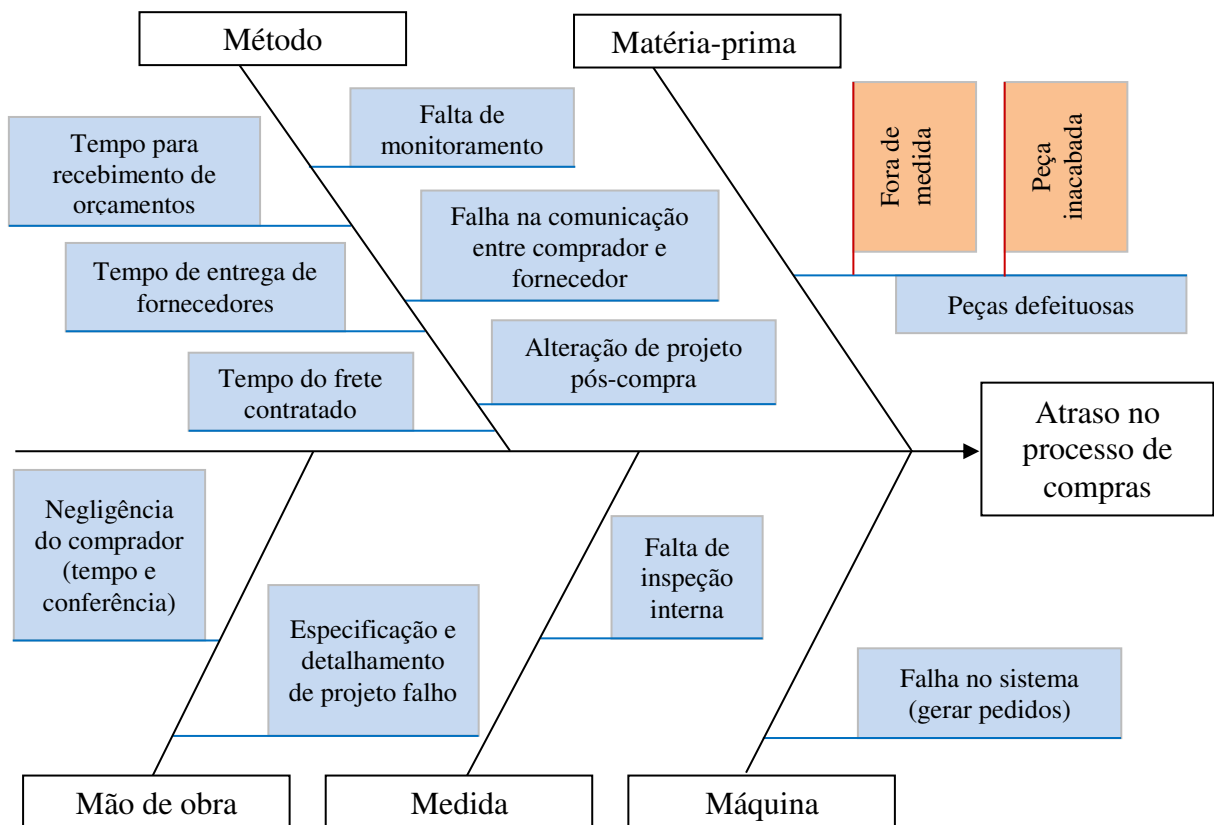 Método
Matéria-prima
Falta de
monitoramento
Tempo para
recebimento de
orçamentos
Fora de
medida
Peça
inacabada
Falha na comunicação
entre comprador e
fornecedor
Tempo de entrega de
fornecedores
Peças defeituosas
Alteração de projeto
pós-compra
Tempo do frete
contratado
Atraso no
processo de
compras
Negligência
do comprador
(tempo e
conferência)
Falta de
inspeção
interna
Especificação e
detalhamento
de projeto falho
Falha no sistema
(gerar pedidos)
Mão de obra
Medida
Máquina